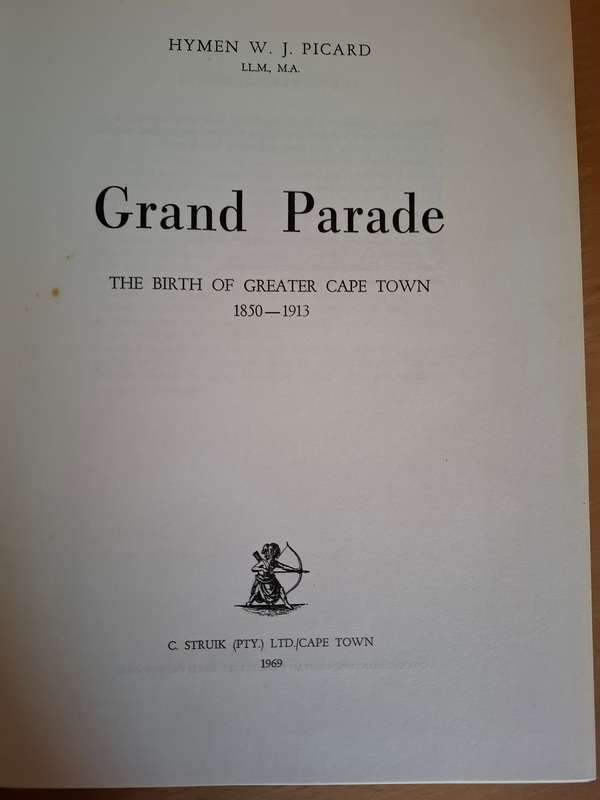 HYMEN W. J. PICARD
LL.M., M.A.
Grand Parade
THE BIRTH OF GREATER CAPE TOWN
1850—1913
C. STRUIK (PTY.) LTD./CAPE TOWN
1969